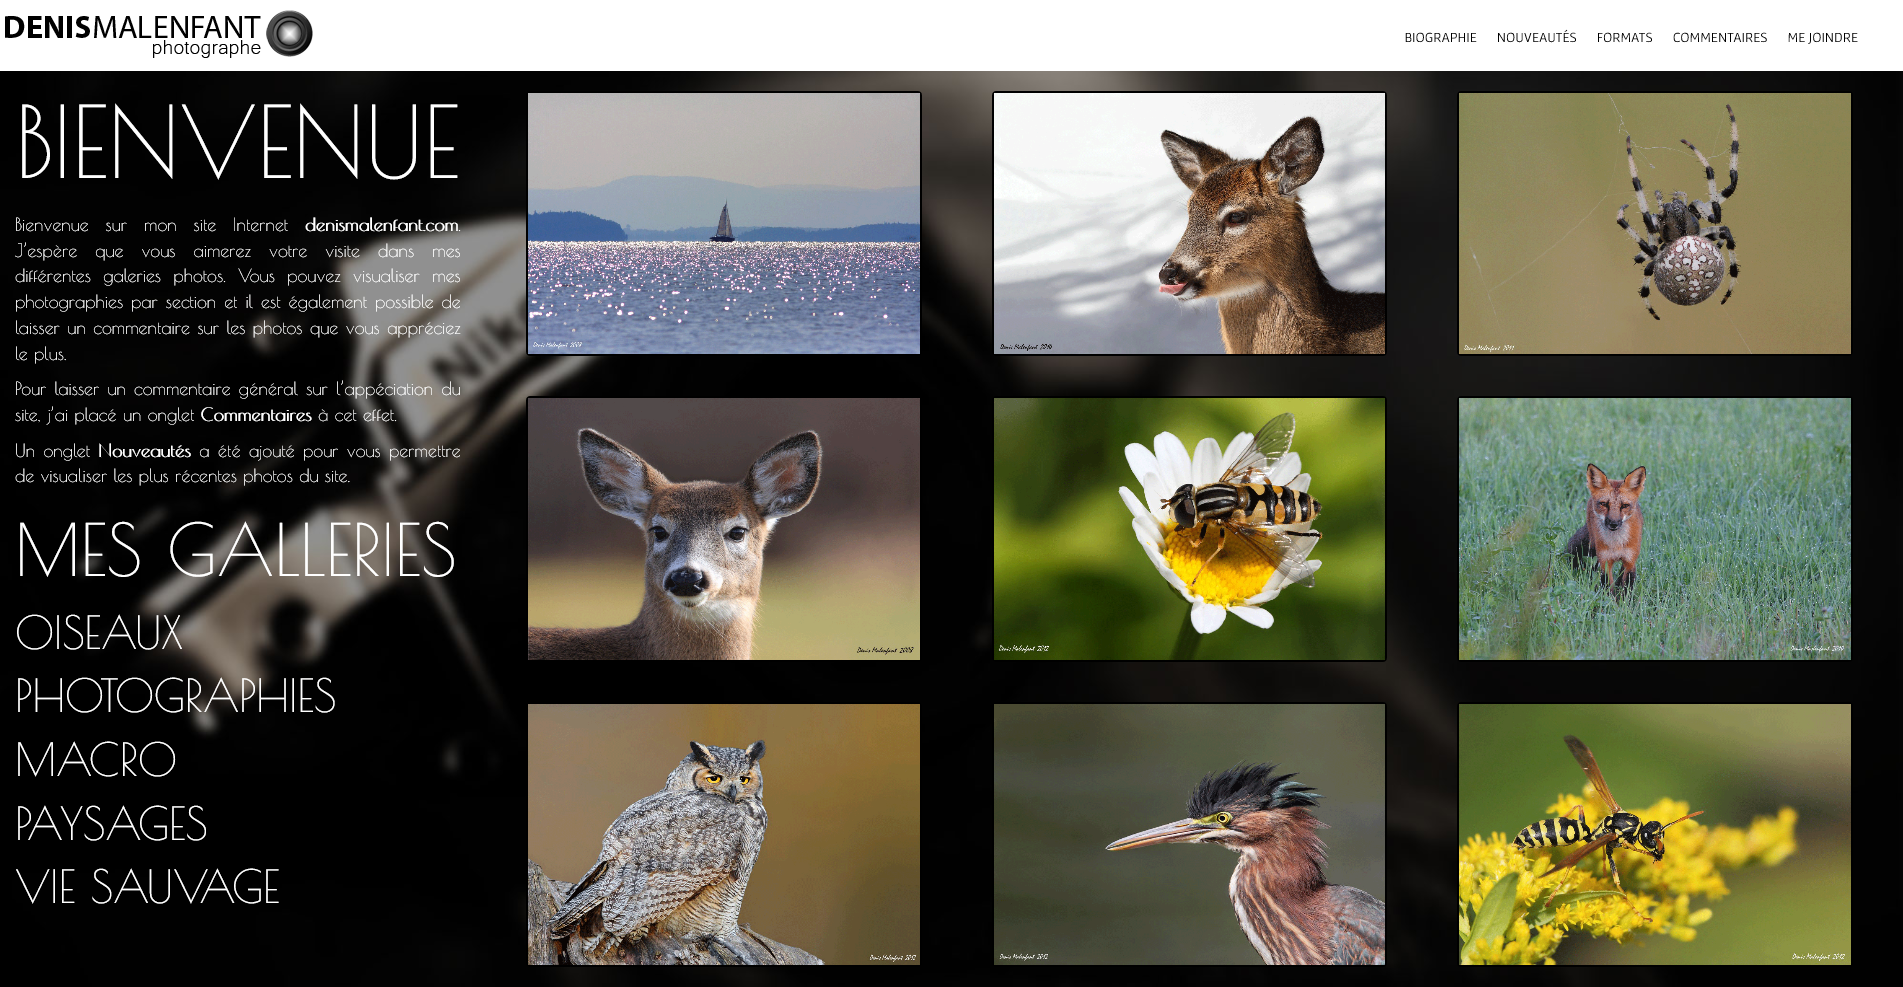 DENISMALENFANT
photographe
BIOGRAPHIE NOUVEAUTÉS FORMATS COMMENTAIRES ME JOINDRE
BIENVENUE
Bienvenue sur mon site Internet denismalenfant.com.
J'espère que vous aimerez votre visite dans mes
différentes galeries photos. Vous pouvez visualiser mes
photographies par section et il est également possible de
laisser un commentaire sur les photos que vous appréciez
le plus.
Pour laisser un commentaire général sur l'appéciation du
site, j'ai placé un onglet Commentaires à cet effet.
Un onglet Nouveautés a été ajouté pour vous permettre
de visualiser les plus récentes photos du site.
MES GALLERIES
OISEAUX
PHOTOGRAPHIES
MACRO
PAYSAGES
VIE SAUVAGE
Denis Malenfant
Denis Malenfant 2014
Denis Malenfant 2011
Denis Malenfant 2009
Denis Malenfant 2012
Denis Malenfant 2010
Denis Malenfant 2012
Denis Malenfant 2012
Denis Malenfant 2012